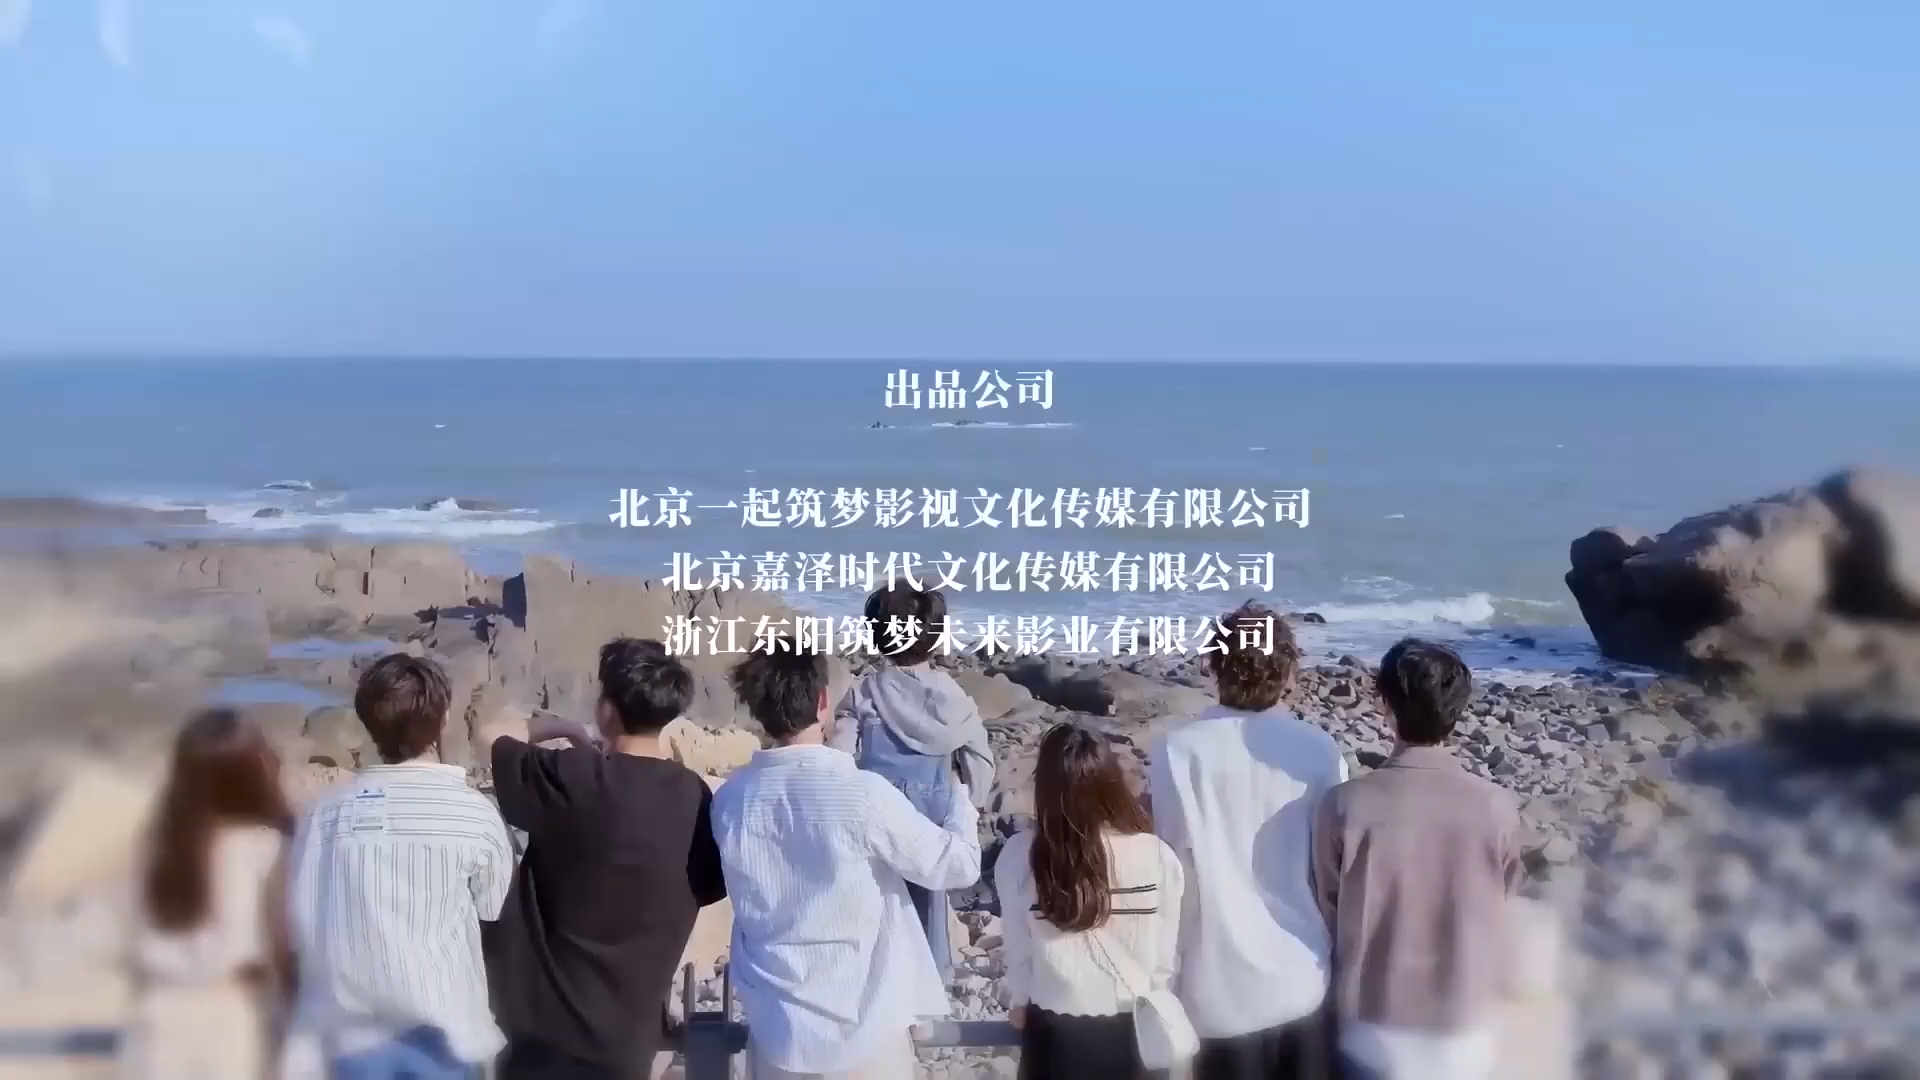 出品公司
北京一起筑梦影视文化传媒有限公司
北京嘉泽时代文化传媒有限公司
浙江东阳筑梦未来影业有限公司